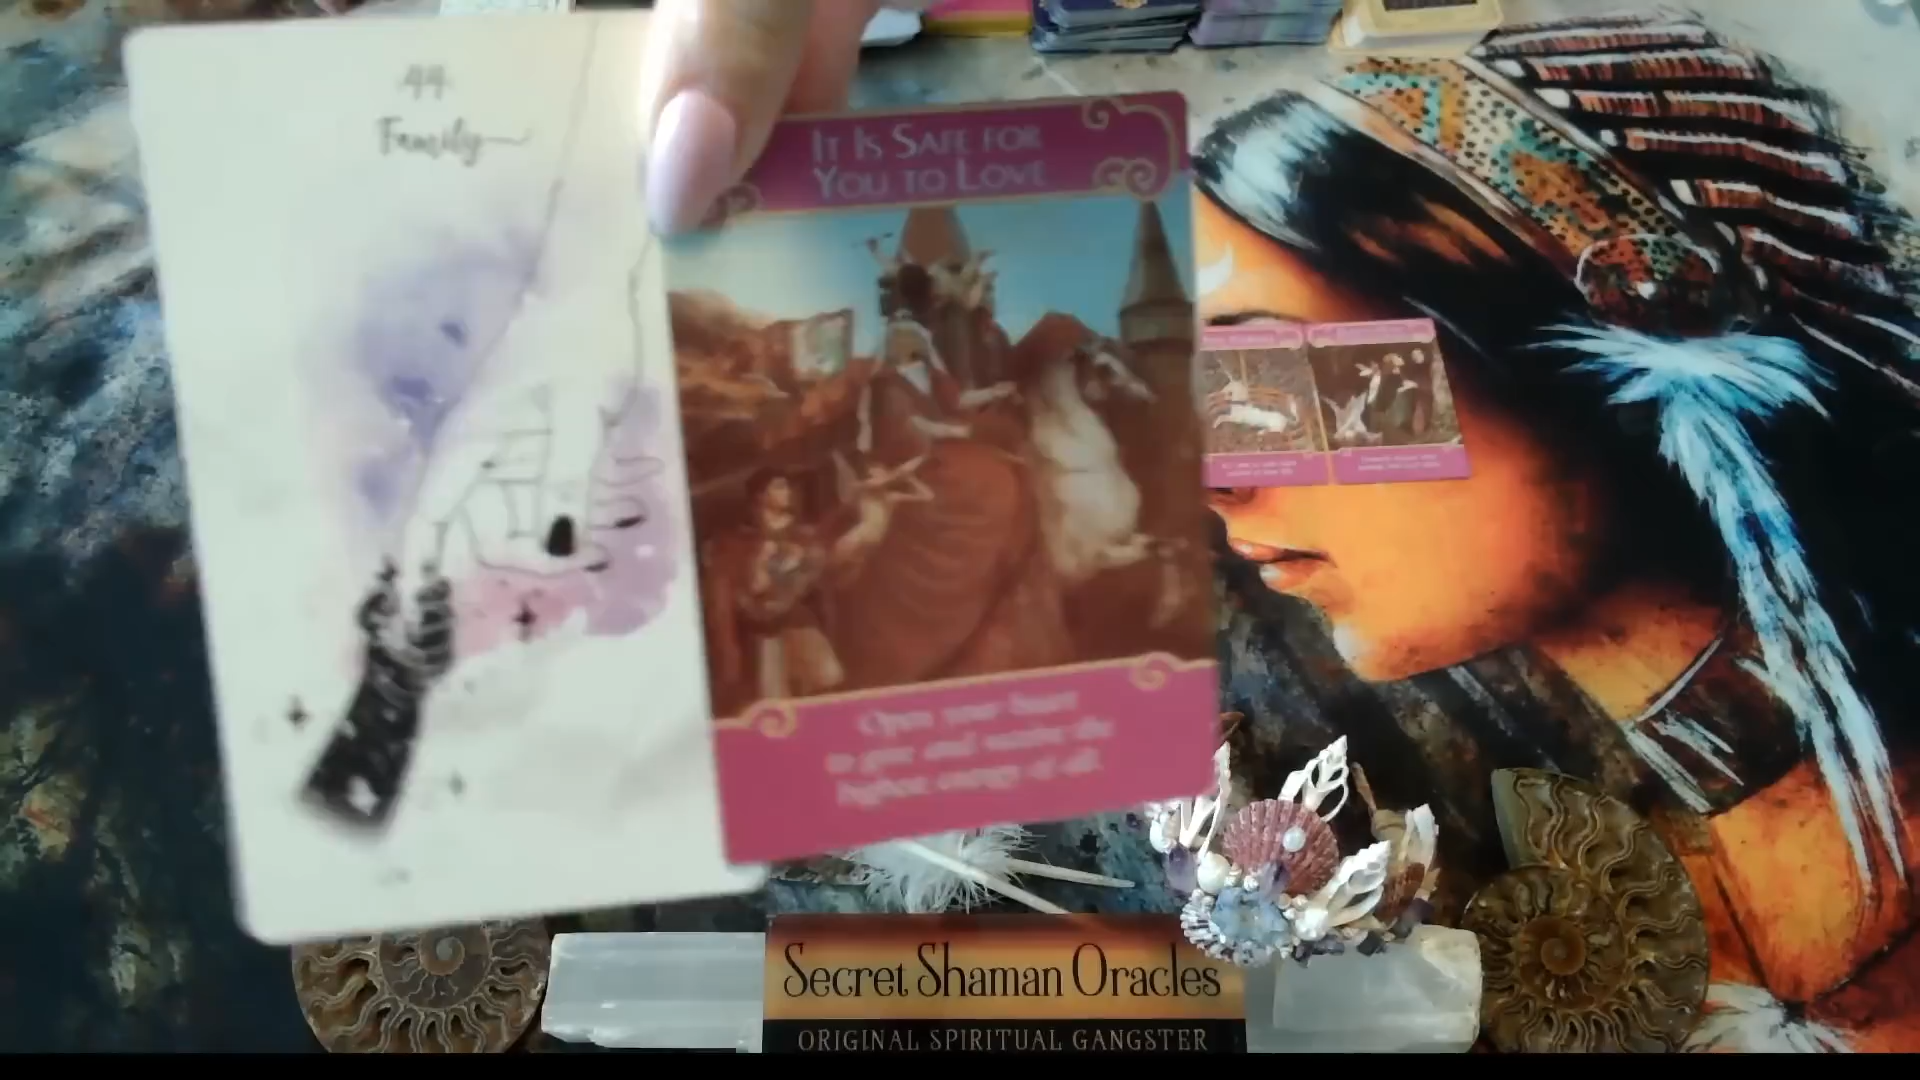 44
Family
IT IS SAFE FOR
YOU TO LOVE
Open your heart
to give and receive the
highest energy of all.
Secret Shaman Oracles
ORIGINAL SPIRITUAL GANGSTER